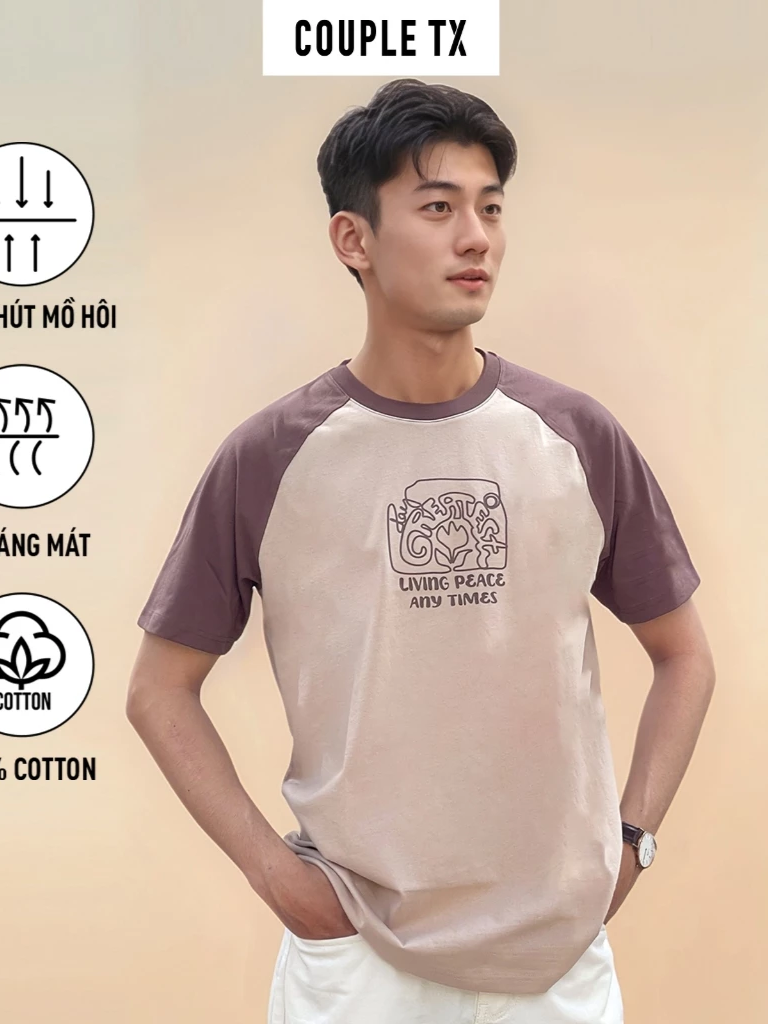 COUPLE TX
HÚT MỒ HÔI
ÁNG MÁT
LIVING PEACE
ANY TIMES
COTTON
% COTTON